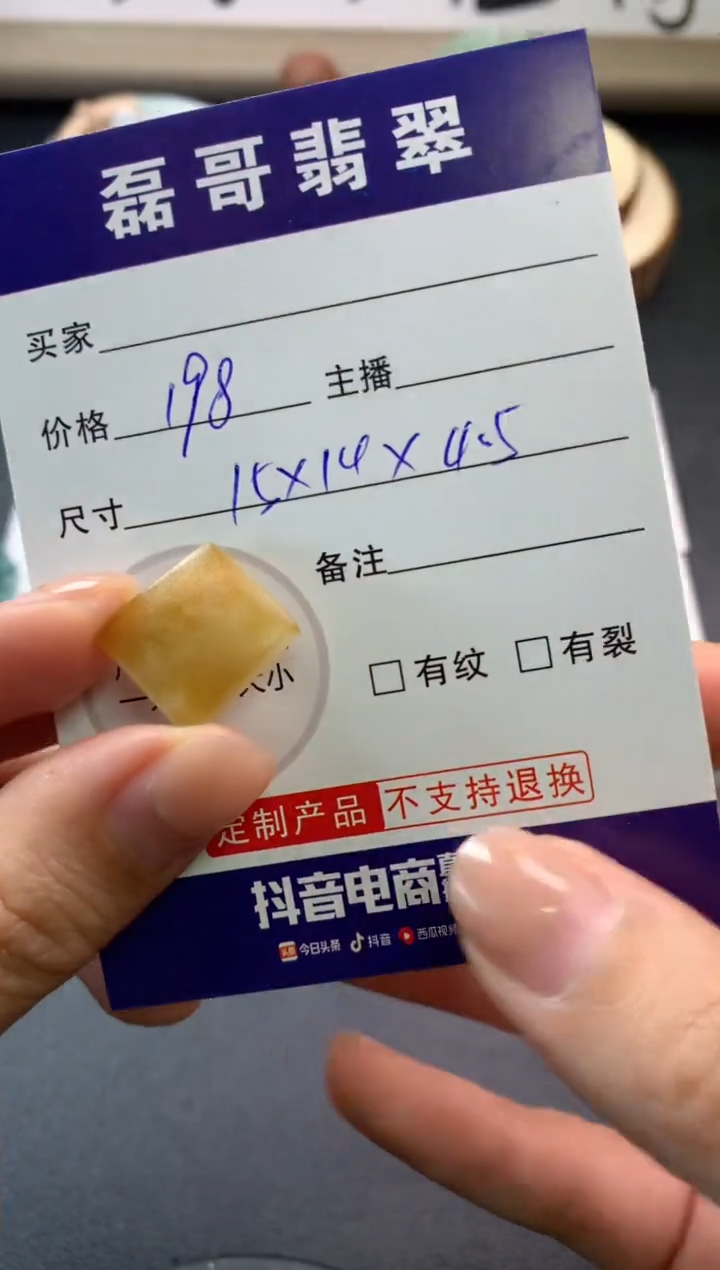 磊哥翡翠
买家
价格 198 主播
尺寸 15x14x4.5
备注
大小
有纹 有裂
定制产品 不支持退换
抖音电商
今日头条 抖音 西瓜视频